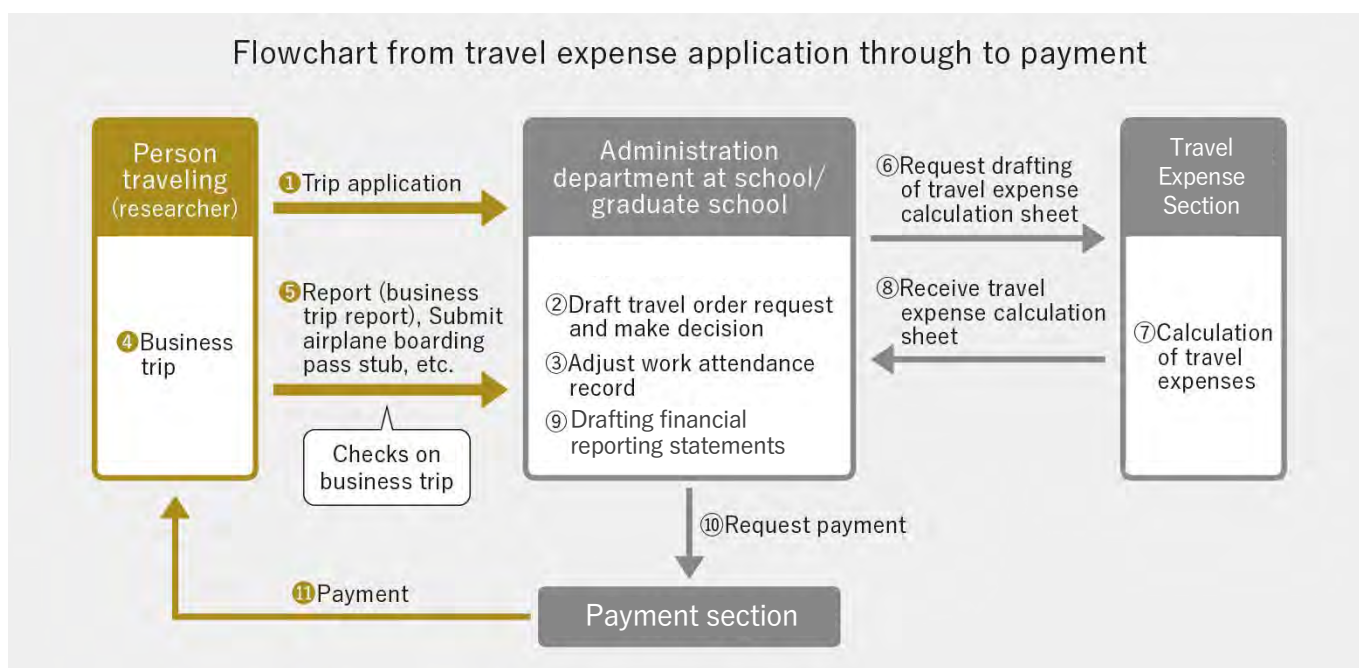 Flowchart from travel expense application through to payment
Person
traveling
(researcher)
❹Business
trip
❶Trip application
❺Report (business
trip report), Submit
airplane boarding
pass stub, etc.
Checks on
business trip
Administration
department at school/
graduate school
②Draft travel order request
and make decision
③Adjust work attendance
record
⑨Drafting financial
reporting statements
⑥Request drafting
of travel expense
calculation sheet
⑧Receive travel
expense calculation
sheet
Travel
Expense
Section
⑦Calculation
of travel
expenses
⑩Request payment
⓫Payment
Payment section